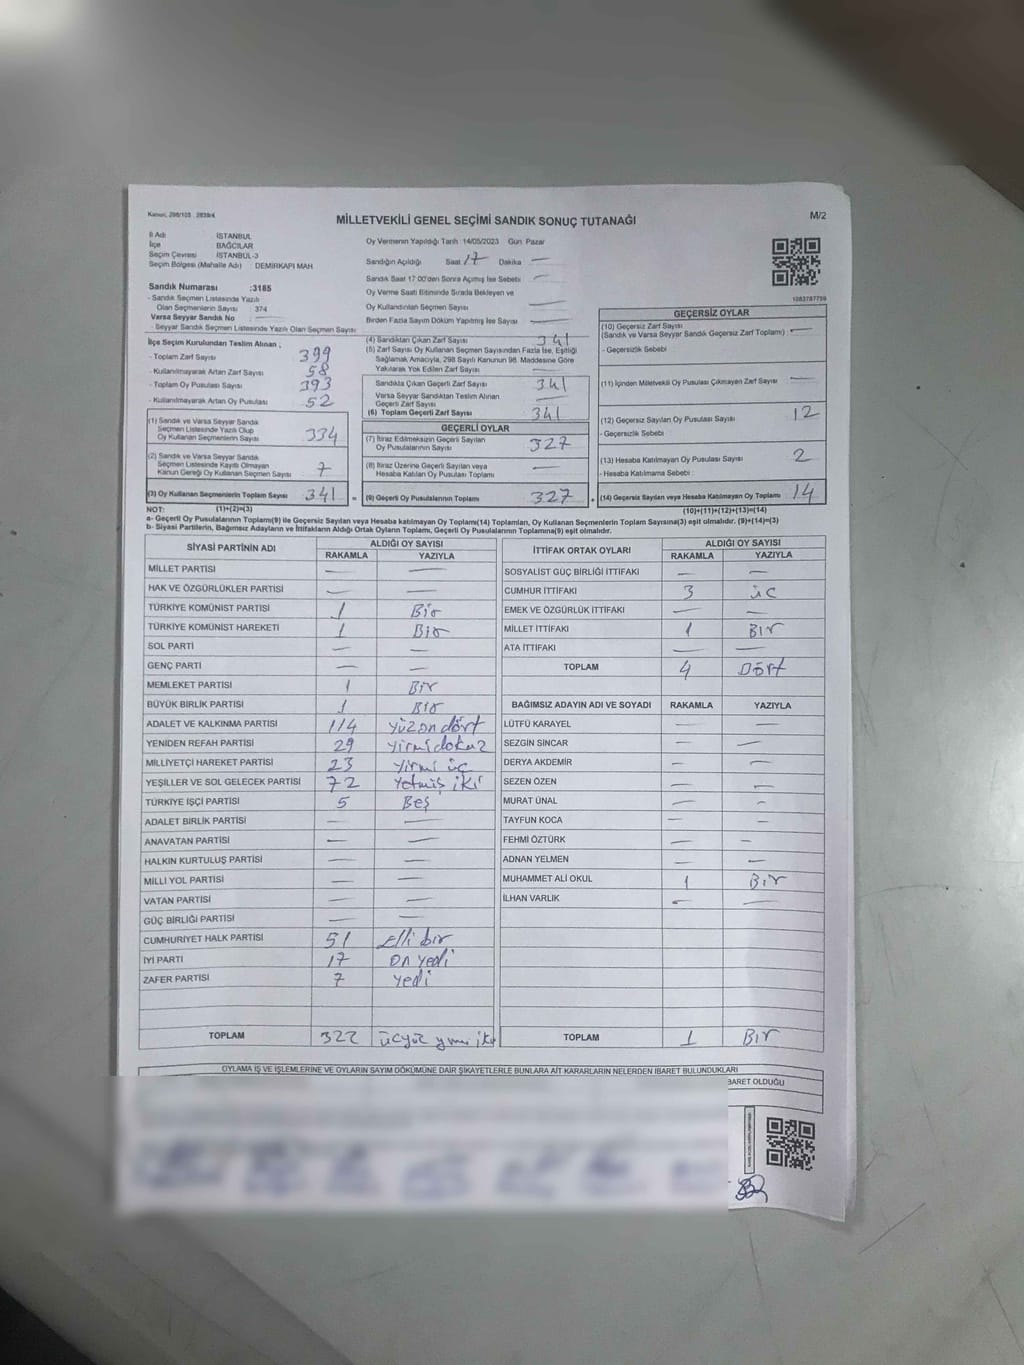 Kanun, 298/105 , 2839/4
MİLLETVEKİLİ GENEL SEÇİMİ SANDIK SONUÇ TUTANAĞI
M/2
İl Adı İSTANBUL
İlçe BAĞCILAR
Seçim Çevresi İSTANBUL-3
Seçim Bölgesi (Mahalle Adı) DEMİRKAPI MAH
Oy Vermenin Yapıldığı Tarih 14/05/2023 Gün Pazar
Sandığın Açıldığı Saat 17 Dakika —
Sandık Saat 17:00'den Sonra Açılmış İse Sebebi : —
Oy Verme Saati Bitiminde Sırada Bekleyen ve
Oy Kullandırılan Seçmen Sayısı —
Birden Fazla Sayım Döküm Yapılmış İse Sayısı —
1083787759
Sandık Numarası :3185
- Sandık Seçmen Listesinde Yazılı
Olan Seçmenlerin Sayısı 374
Varsa Seyyar Sandık No —
- Seyyar Sandık Seçmen Listesinde Yazılı Olan Seçmen Sayısı
İlçe Seçim Kurulundan Teslim Alınan ;
- Toplam Zarf Sayısı 399
- Kullanılmayarak Artan Zarf Sayısı 58
- Toplam Oy Pusulası Sayısı 393
- Kullanılmayarak Artan Oy Pusulası 52
(1) Sandık ve Varsa Seyyar Sandık
Seçmen Listesinde Yazılı Olup
Oy Kullanan Seçmenlerin Sayısı 334
(2) Sandık ve Varsa Seyyar Sandık
Seçmen Listesinde Kayıtlı Olmayan
Kanun Gereği Oy Kullanan Seçmen Sayısı 7
(3) Oy Kullanan Seçmenlerin Toplam Sayısı 341 =
(4) Sandıktan Çıkan Zarf Sayısı 341
(5) Zarf Sayısı Oy Kullanan Seçmen Sayısından Fazla İse, Eşitliği
Sağlamak Amacıyla, 298 Sayılı Kanunun 98. Maddesine Göre
Yakılarak Yok Edilen Zarf Sayısı
Sandıkta Çıkan Geçerli Zarf Sayısı 341
Varsa Seyyar Sandıktan Teslim Alınan
Geçerli Zarf Sayısı —
(6) Toplam Geçerli Zarf Sayısı 341
GEÇERLİ OYLAR
(7) İtiraz Edilmeksizin Geçerli Sayılan
Oy Pusulalarının Sayısı 327
(8) İtiraz Üzerine Geçerli Sayılan veya
Hesaba Katılan Oy Pusulaları Toplamı —
(9) Geçerli Oy Pusulalarının Toplamı 327 +
GEÇERSİZ OYLAR
(10) Geçersiz Zarf Sayısı
(Sandık ve Varsa Seyyar Sandık Geçersiz Zarf Toplamı) : —
- Geçersizlik Sebebi
(11) İçinden Milletvekili Oy Pusulası Çıkmayan Zarf Sayısı —
(12) Geçersiz Sayılan Oy Pusulası Sayısı 12
- Geçersizlik Sebebi
(13) Hesaba Katılmayan Oy Pusulası Sayısı 2
- Hesaba Katılmama Sebebi :
(14) Geçersiz Sayılan veya Hesaba Katılmayan Oy Toplamı 14
NOT: (1)+(2)=(3)
(10)+(11)+(12)+(13)=(14)
a- Geçerli Oy Pusulalarının Toplamı(9) ile Geçersiz Sayılan veya Hesaba katılmayan Oy Toplamı(14) Toplamları, Oy Kullanan Seçmenlerin Toplam Sayısına(3) eşit olmalıdır. (9)+(14)=(3)
b- Siyasi Partilerin, Bağımsız Adayların ve İttifakların Aldığı Ortak Oyların Toplamı, Geçerli Oy Pusulalarının Toplamına(9) eşit olmalıdır.
SİYASİ PARTİNİN ADI ALDIĞI OY SAYISI
RAKAMLA YAZIYLA
MİLLET PARTİSİ — —
HAK VE ÖZGÜRLÜKLER PARTİSİ — —
TÜRKİYE KOMÜNİST PARTİSİ 1 Bir
TÜRKİYE KOMÜNİST HAREKETİ 1 Bir
SOL PARTİ — —
GENÇ PARTİ — —
MEMLEKET PARTİSİ 1 Bir
BÜYÜK BİRLİK PARTİSİ 1 Bir
ADALET VE KALKINMA PARTİSİ 114 yüzon dört
YENİDEN REFAH PARTİSİ 29 yirmidokuz
MİLLİYETÇİ HAREKET PARTİSİ 23 yirmi üç
YEŞİLLER VE SOL GELECEK PARTİSİ 72 yetmiş iki
TÜRKİYE İŞÇİ PARTİSİ 5 Beş
ADALET BİRLİK PARTİSİ — —
ANAVATAN PARTİSİ — —
HALKIN KURTULUŞ PARTİSİ — —
MİLLİ YOL PARTİSİ — —
VATAN PARTİSİ — —
GÜÇ BİRLİĞİ PARTİSİ — —
CUMHURİYET HALK PARTİSİ 51 Elli bir
İYİ PARTİ 17 on yedi
ZAFER PARTİSİ 7 yedi
TOPLAM 322 üçyüz yirmi iki
İTTİFAK ORTAK OYLARI ALDIĞI OY SAYISI
RAKAMLA YAZIYLA
SOSYALİST GÜÇ BİRLİĞİ İTTİFAKI — —
CUMHUR İTTİFAKI 3 üç
EMEK VE ÖZGÜRLÜK İTTİFAKI — —
MİLLET İTTİFAKI 1 Bir
ATA İTTİFAKI — —
TOPLAM 4 Dört
BAĞIMSIZ ADAYIN ADI VE SOYADI RAKAMLA YAZIYLA
LÜTFÜ KARAYEL — —
SEZGİN SİNCAR — —
DERYA AKDEMİR — —
SEZEN ÖZEN — —
MURAT ÜNAL — —
TAYFUN KOCA — —
FEHMİ ÖZTÜRK — —
ADNAN YELMEN — —
MUHAMMET ALİ OKUL 1 Bir
İLHAN VARLIK — —
TOPLAM 1 Bir
OYLAMA İŞ VE İŞLEMLERİNE VE OYLARIN SAYIM DÖKÜMÜNE DAİR ŞİKAYETLERLE BUNLARA AİT KARARLARIN NELERDEN İBARET BULUNDUKLARI
BARET OLDUĞU